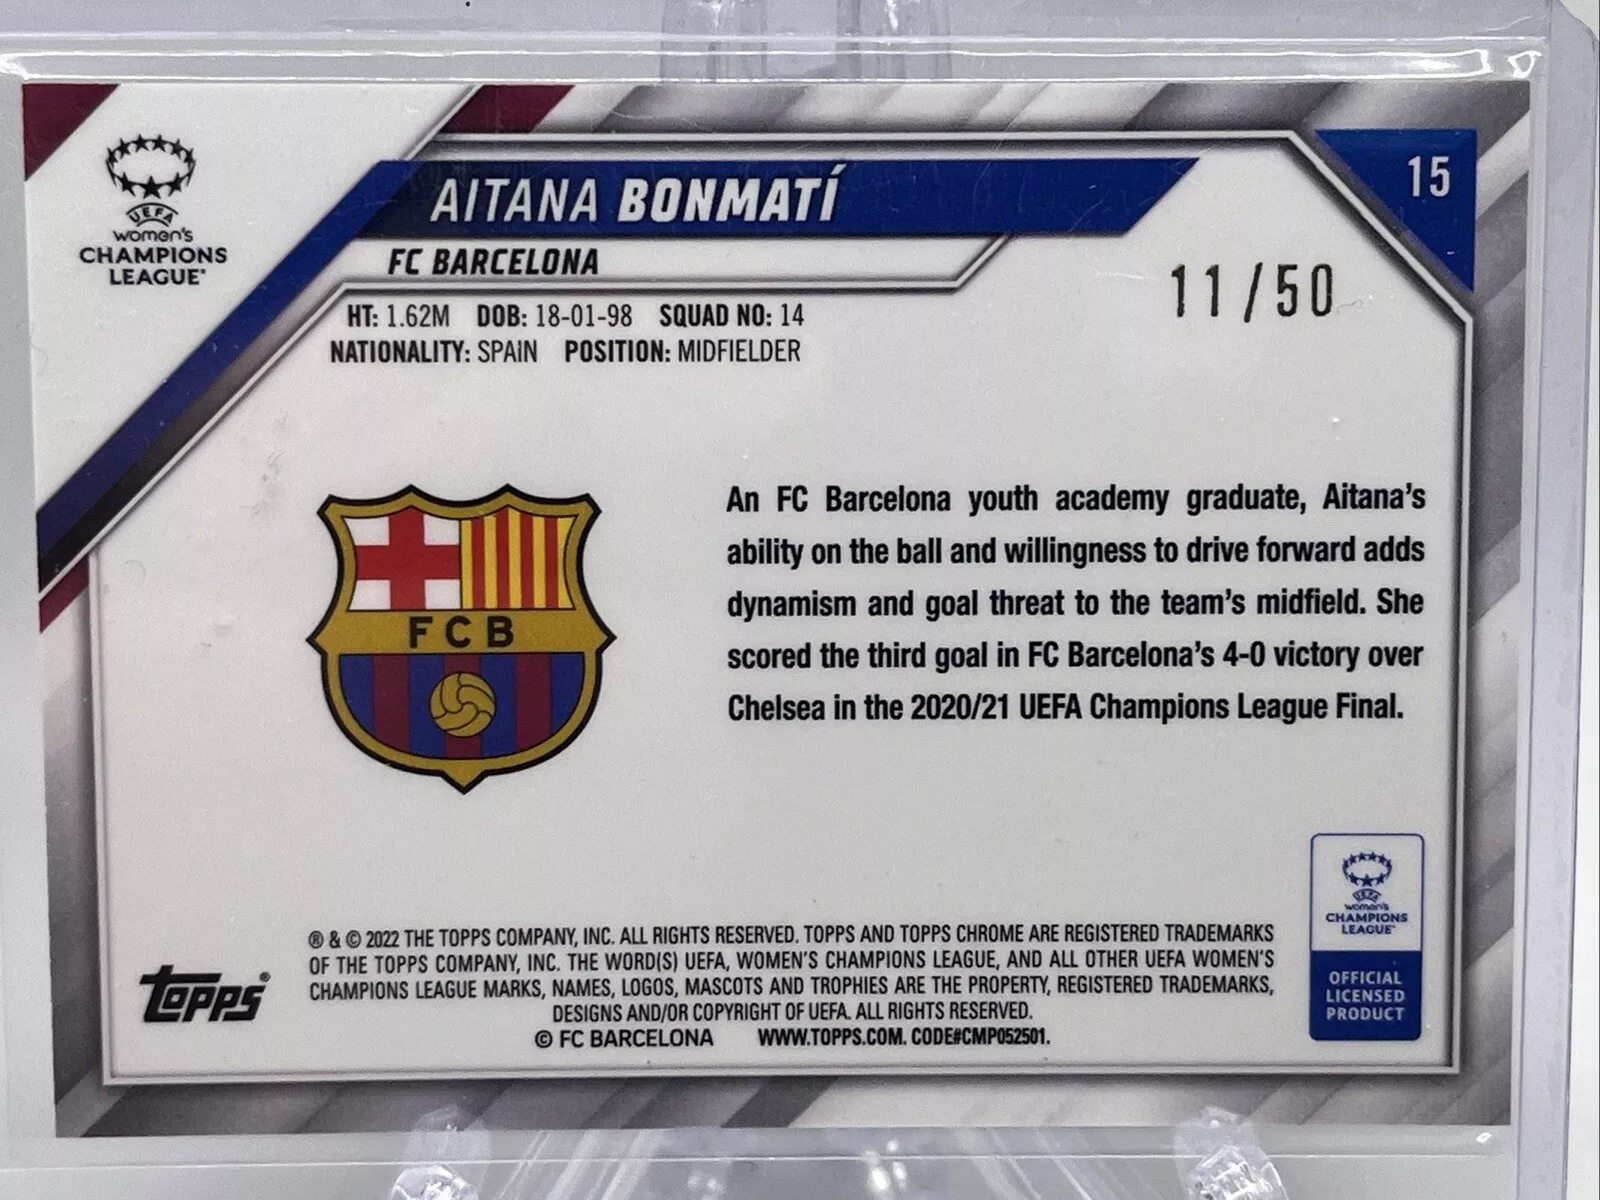 UEFA
women's
CHAMPIONS
LEAGUE
AITANA BONMATÍ
15
FC BARCELONA
11/50
HT: 1.62M DOB: 18-01-98 SQUAD NO: 14
NATIONALITY: SPAIN POSITION: MIDFIELDER
FCB
An FC Barcelona youth academy graduate, Aitana's
ability on the ball and willingness to drive forward adds
dynamism and goal threat to the team's midfield. She
scored the third goal in FC Barcelona's 4-0 victory over
Chelsea in the 2020/21 UEFA Champions League Final.
UEFA
women's
CHAMPIONS
LEAGUE
OFFICIAL
LICENSED
PRODUCT
Topps®
® & © 2022 THE TOPPS COMPANY, INC. ALL RIGHTS RESERVED. TOPPS AND TOPPS CHROME ARE REGISTERED TRADEMARKS
OF THE TOPPS COMPANY, INC. THE WORD(S) UEFA, WOMEN'S CHAMPIONS LEAGUE, AND ALL OTHER UEFA WOMEN'S
CHAMPIONS LEAGUE MARKS, NAMES, LOGOS, MASCOTS AND TROPHIES ARE THE PROPERTY, REGISTERED TRADEMARKS,
DESIGNS AND/OR COPYRIGHT OF UEFA. ALL RIGHTS RESERVED.
© FC BARCELONA WWW.TOPPS.COM. CODE#CMP052501.